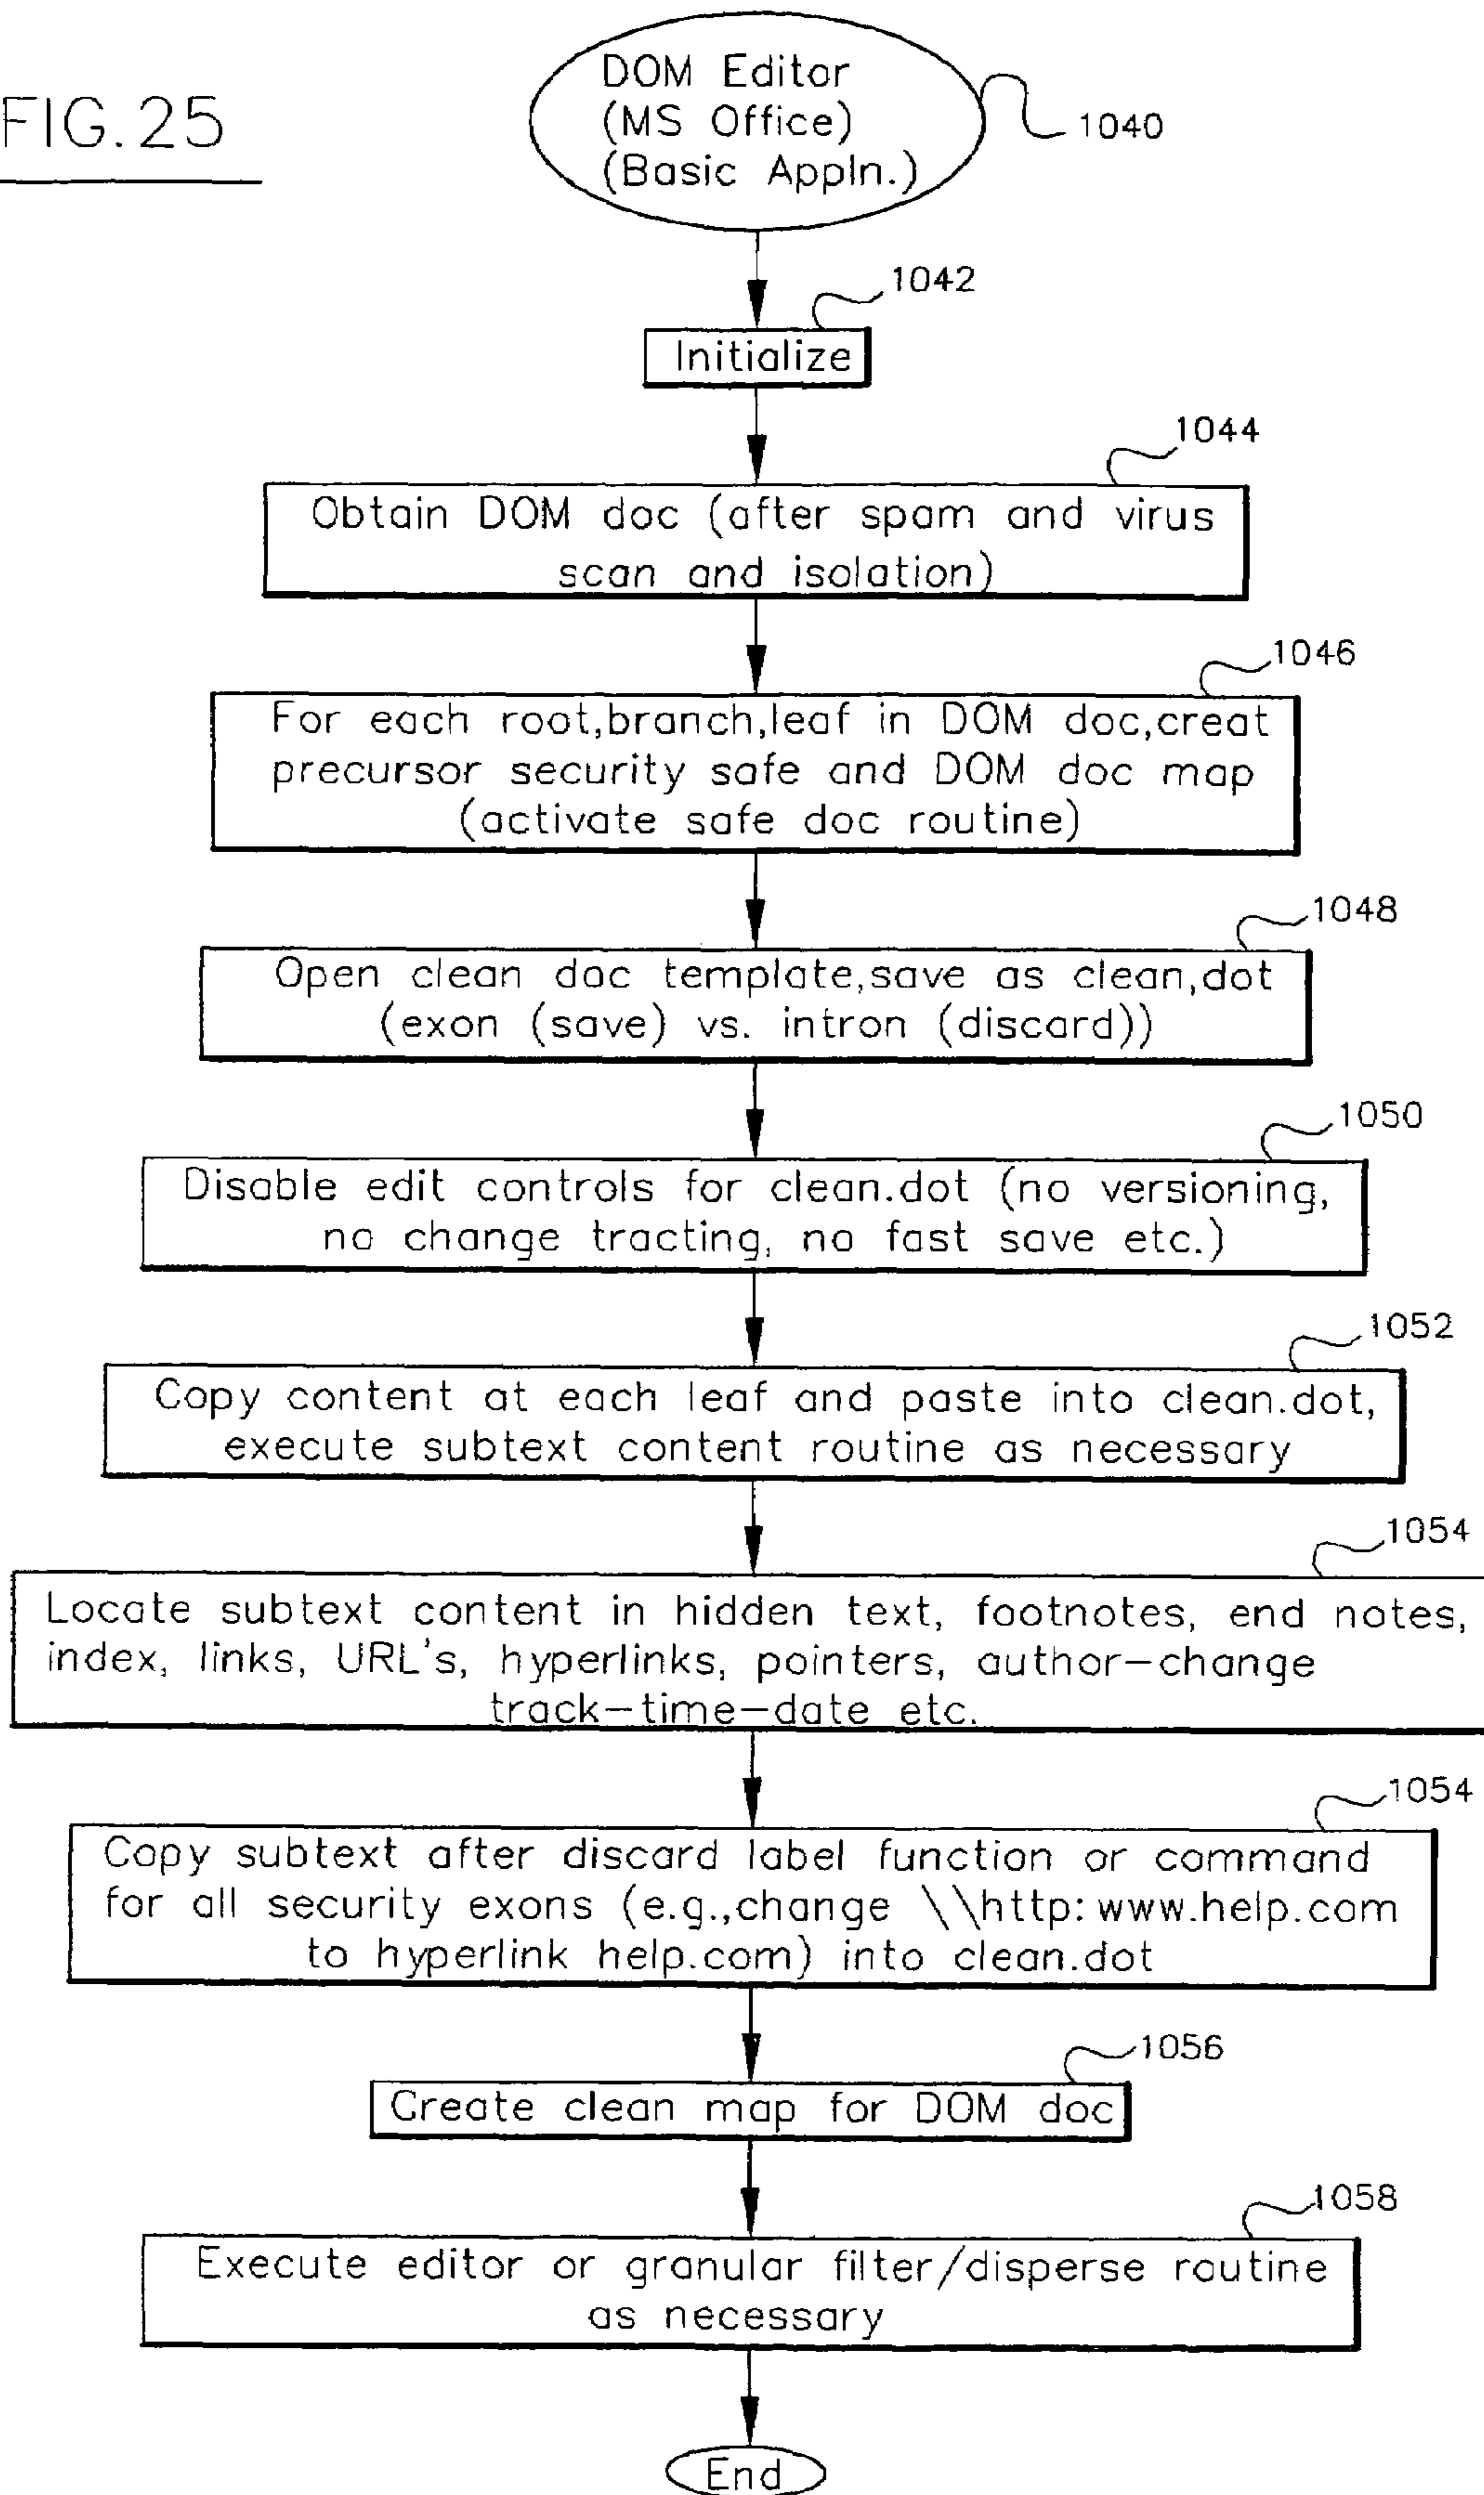 FIG.25
DOM Editor
(MS Office)
(Basic Appln.)
1040
1042
Initialize
1044
Obtain DOM doc (after spam and virus
scan and isolation)
1046
For each root,branch,leaf in DOM doc,creat
precursor security safe and DOM doc map
(activate safe doc routine)
1048
Open clean doc template,save as clean,dot
(exon (save) vs. intron (discard))
1050
Disable edit controls for clean.dot (no versioning,
no change tracting, no fast save etc.)
1052
Copy content at each leaf and paste into clean.dot,
execute subtext content routine as necessary
1054
Locate subtext content in hidden text, footnotes, end notes,
index, links, URL's, hyperlinks, pointers, author-change
track-time-date etc.
1054
Copy subtext after discard label function or command
for all security exons (e.g.,change \\http: www.help.com
to hyperlink help.com) into clean.dot
1056
Create clean map for DOM doc
1058
Execute editor or granular filter/disperse routine
as necessary
End